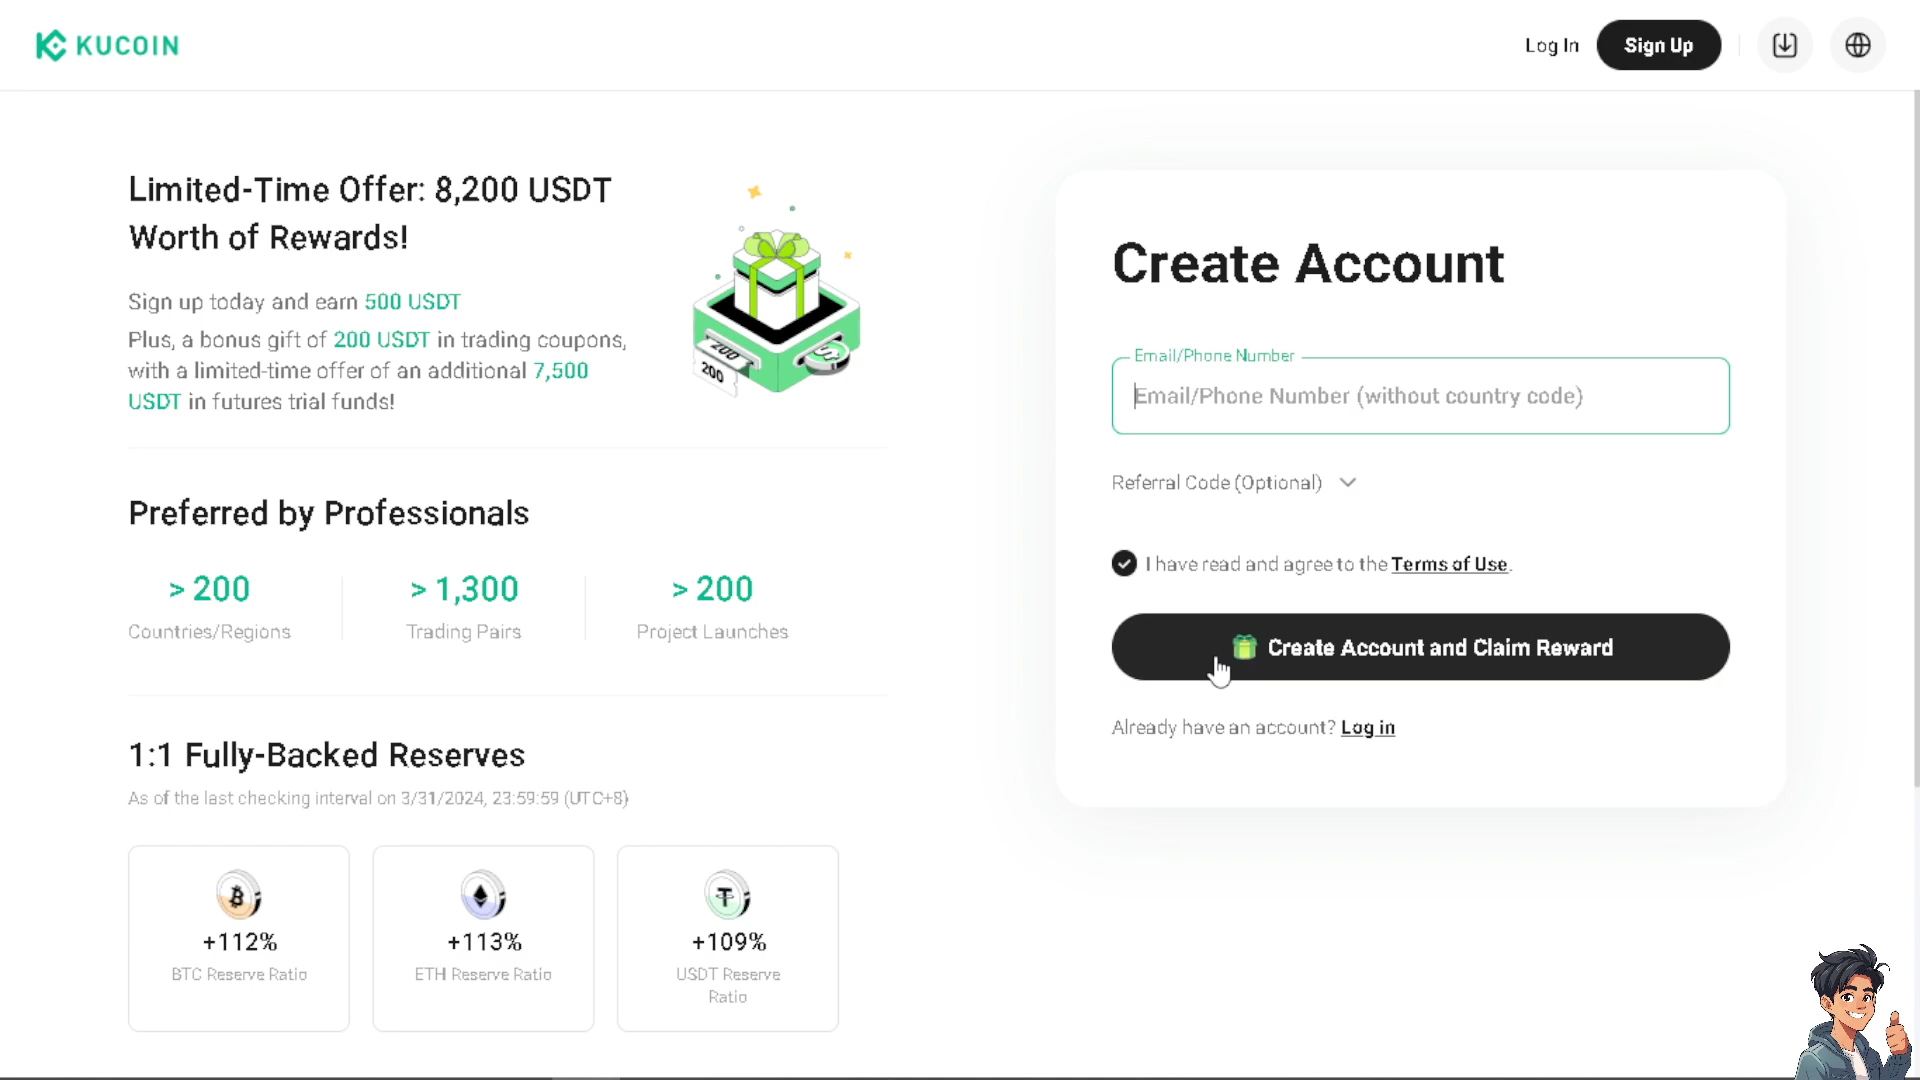 KUCOIN
Log In
Sign Up
Limited-Time Offer: 8,200 USDT
Worth of Rewards!
Sign up today and earn 500 USDT
Plus, a bonus gift of 200 USDT in trading coupons,
with a limited-time offer of an additional 7,500
USDT in futures trial funds!
200
200
Preferred by Professionals
> 200
Countries/Regions
> 1,300
Trading Pairs
> 200
Project Launches
1:1 Fully-Backed Reserves
As of the last checking interval on 3/31/2024, 23:59:59 (UTC+8)
+112%
BTC Reserve Ratio
+113%
ETH Reserve Ratio
+109%
USDT Reserve
Ratio
Create Account
Email/Phone Number
Email/Phone Number (without country code)
Referral Code (Optional)
I have read and agree to the Terms of Use.
Create Account and Claim Reward
Already have an account? Log in